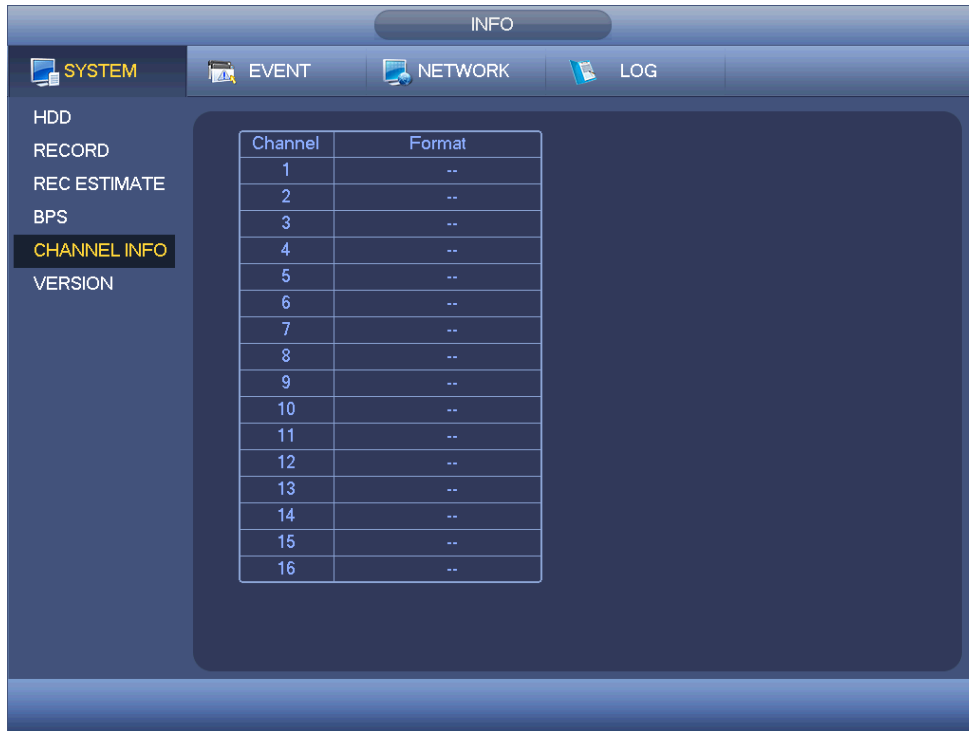 INFO
SYSTEM EVENT NETWORK LOG
HDD
RECORD
REC ESTIMATE
BPS
CHANNEL INFO
VERSION
Channel Format
1 --
2 --
3 --
4 --
5 --
6 --
7 --
8 --
9 --
10 --
11 --
12 --
13 --
14 --
15 --
16 --